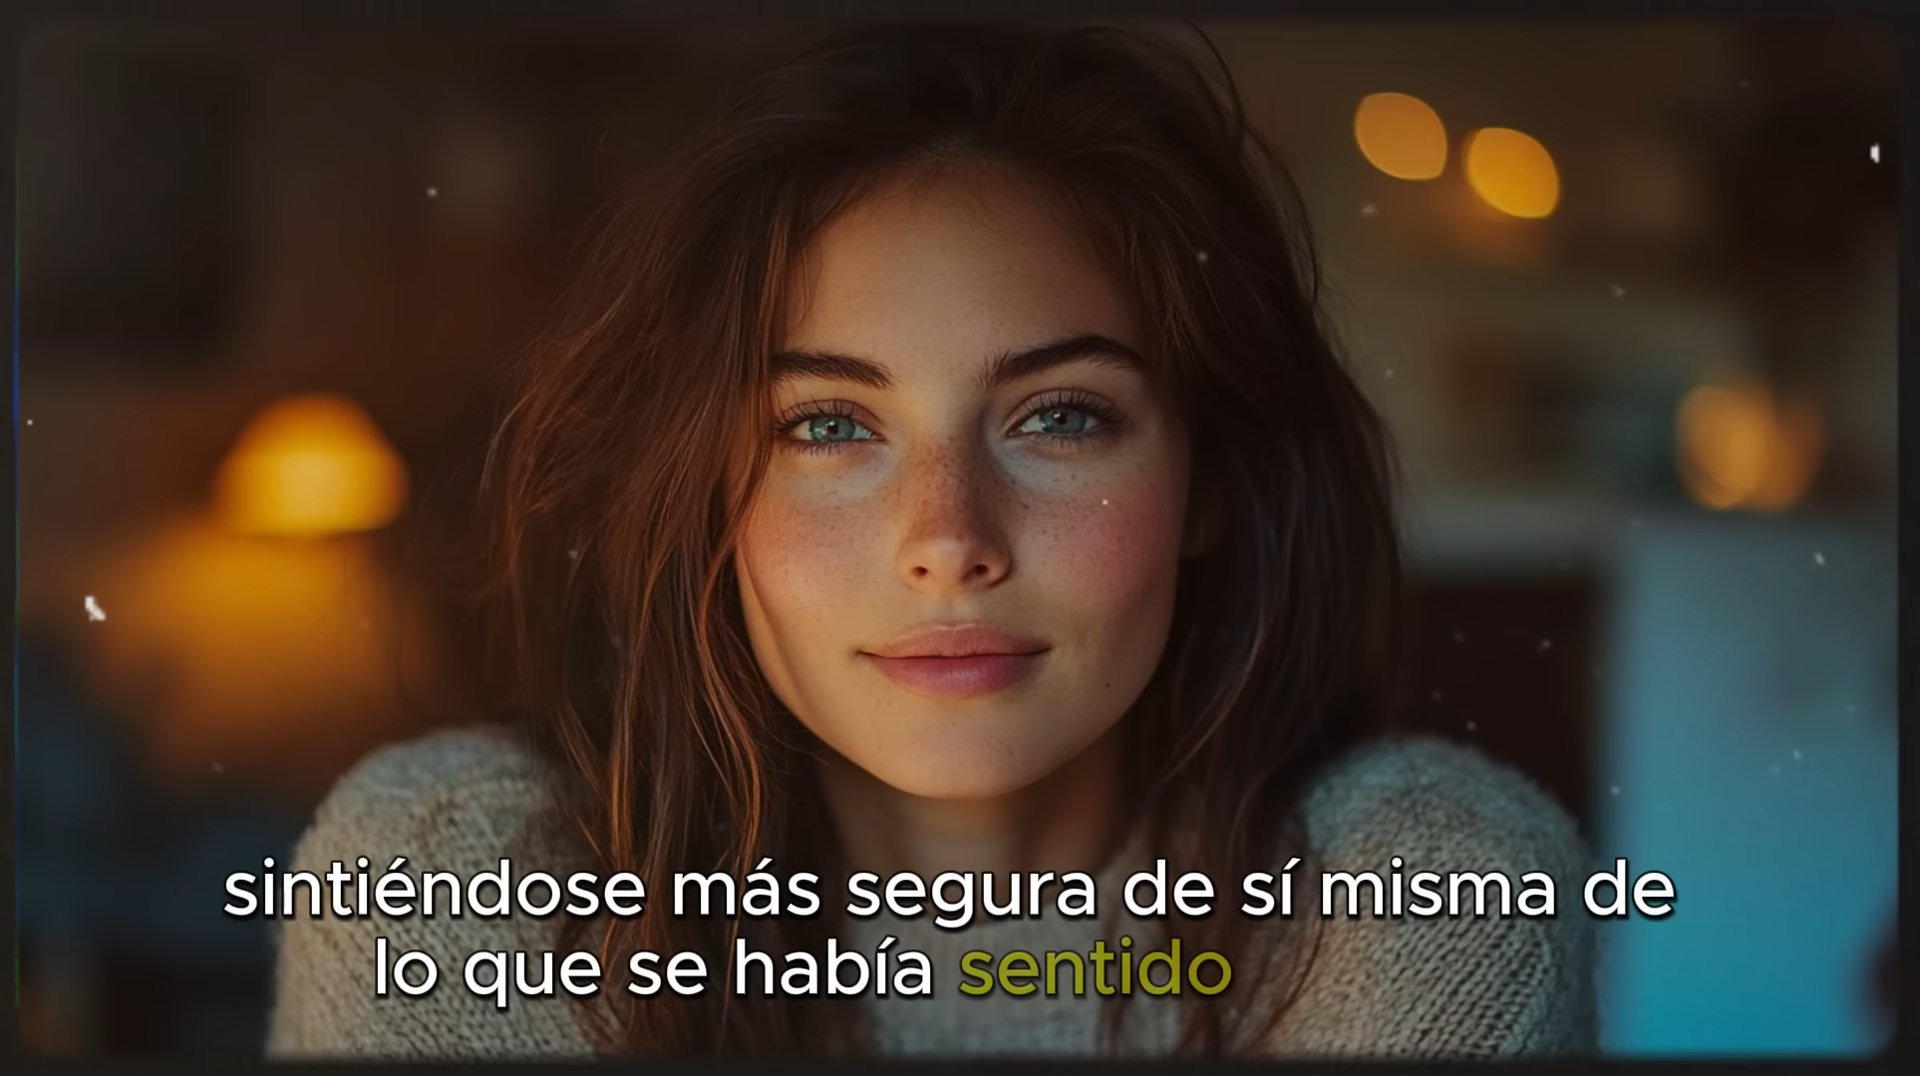 sintiéndose más segura de sí misma de
lo que se había sentido